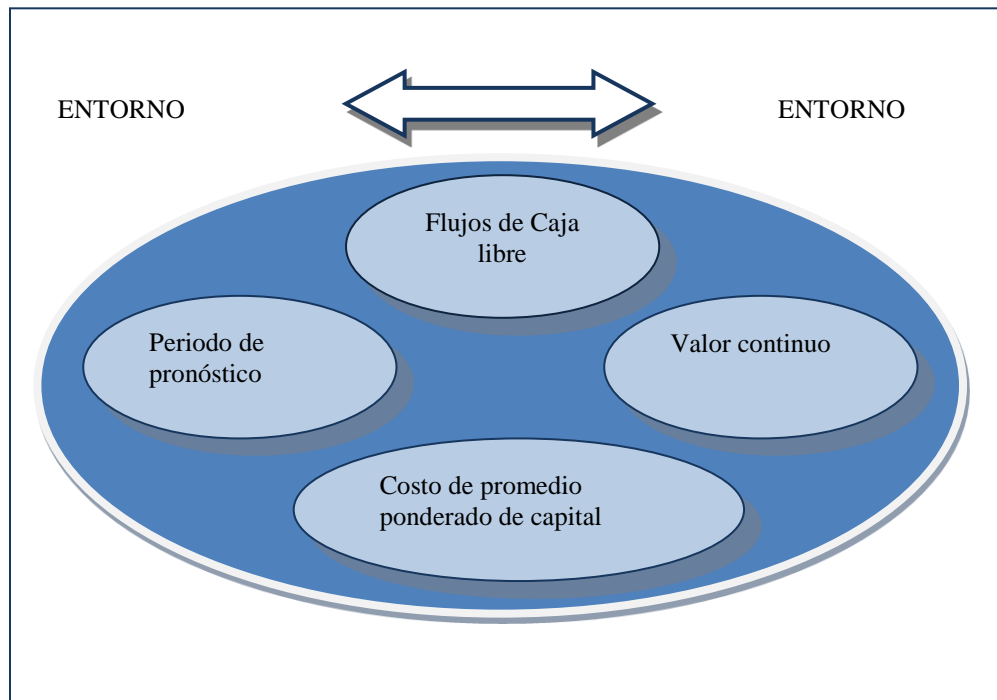 ENTORNO
ENTORNO
Flujos de Caja
libre
Periodo de
pronóstico
Valor continuo
Costo de promedio
ponderado de capital